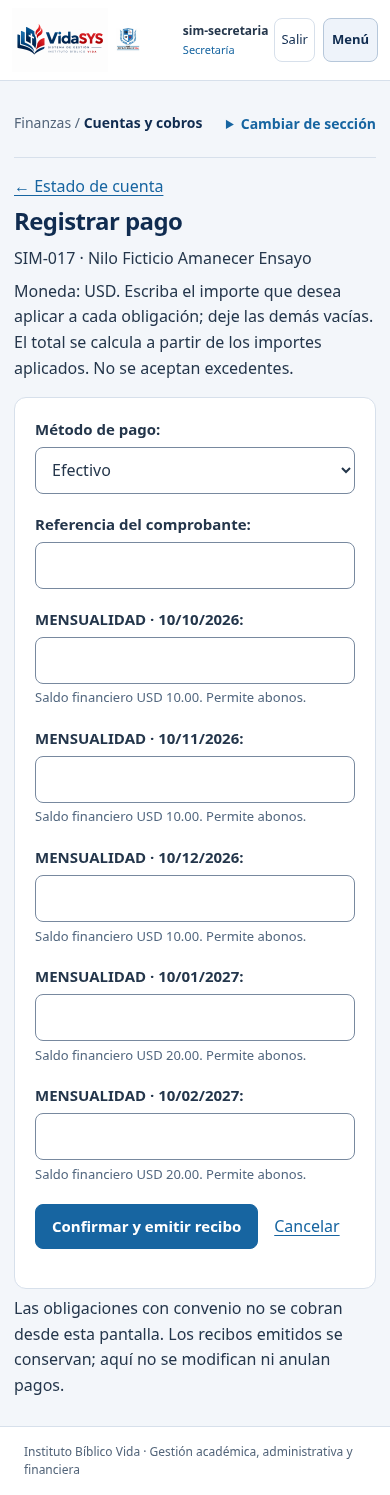 VidaSYS
sim-secretaria
Secretaría
Salir
Menú
Finanzas / Cuentas y cobros
▶ Cambiar de sección
← Estado de cuenta
Registrar pago
SIM-017 · Nilo Ficticio Amanecer Ensayo
Moneda: USD. Escriba el importe que desea
aplicar a cada obligación; deje las demás vacías.
El total se calcula a partir de los importes
aplicados. No se aceptan excedentes.
Método de pago:
Efectivo
Referencia del comprobante:
MENSUALIDAD · 10/10/2026:
Saldo financiero USD 10.00. Permite abonos.
MENSUALIDAD · 10/11/2026:
Saldo financiero USD 10.00. Permite abonos.
MENSUALIDAD · 10/12/2026:
Saldo financiero USD 10.00. Permite abonos.
MENSUALIDAD · 10/01/2027:
Saldo financiero USD 20.00. Permite abonos.
MENSUALIDAD · 10/02/2027:
Saldo financiero USD 20.00. Permite abonos.
Confirmar y emitir recibo
Cancelar
Las obligaciones con convenio no se cobran
desde esta pantalla. Los recibos emitidos se
conservan; aquí no se modifican ni anulan
pagos.
Instituto Bíblico Vida · Gestión académica, administrativa y
financiera